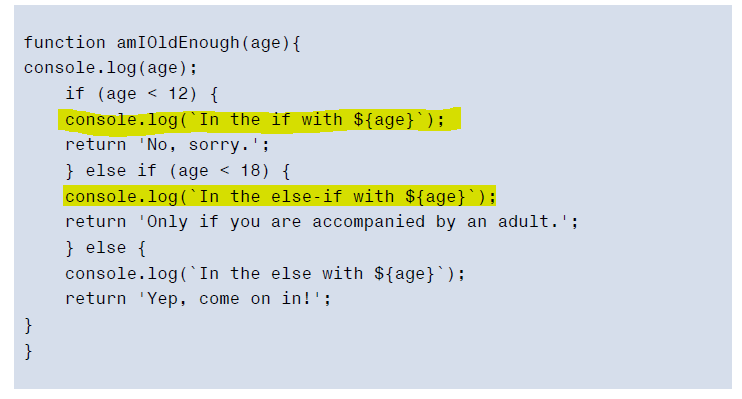 function amIOldEnough(age){
console.log(age);
if (age < 12) {
console.log(`In the if with ${age}`);
return 'No, sorry.';
} else if (age < 18) {
console.log(`In the else-if with ${age}`);
return 'Only if you are accompanied by an adult.';
} else {
console.log(`In the else with ${age}`);
return 'Yep, come on in!';
}
}